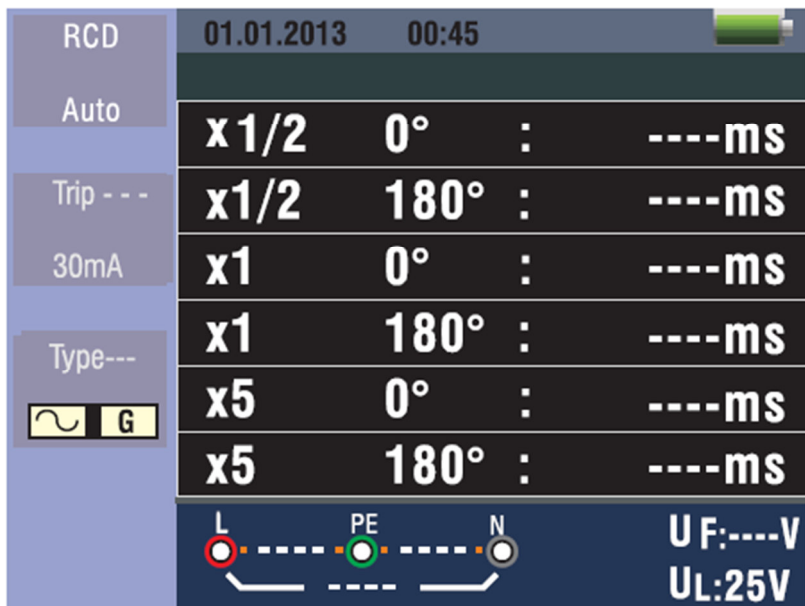 RCD
Auto
Trip - - -
30mA
Type---
G
01.01.2013 00:45
x1/2 0° : ----ms
x1/2 180° : ----ms
x1 0° : ----ms
x1 180° : ----ms
x5 0° : ----ms
x5 180° : ----ms
L PE N
----
UF:----V
UL:25V